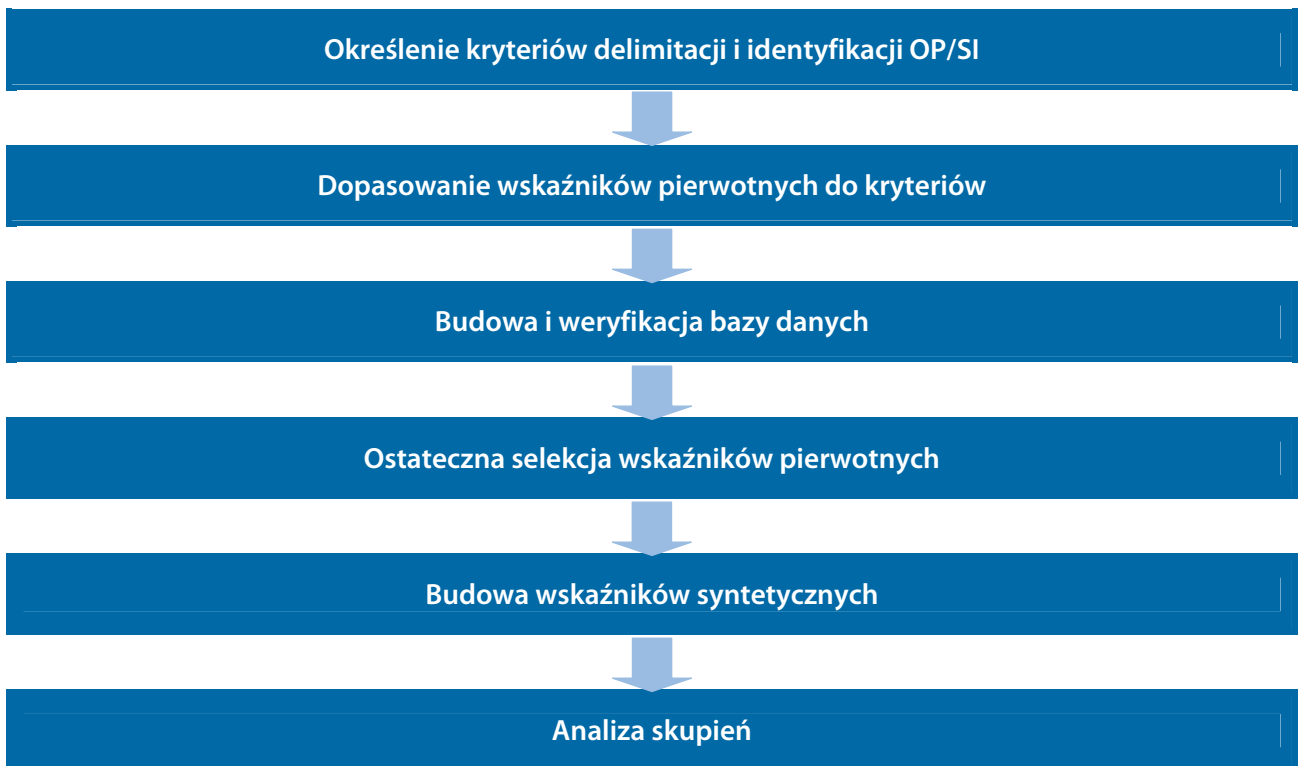 Określenie kryteriów delimitacji i identyfikacji OP/SI
Dopasowanie wskaźników pierwotnych do kryteriów
Budowa i weryfikacja bazy danych
Ostateczna selekcja wskaźników pierwotnych
Budowa wskaźników syntetycznych
Analiza skupień